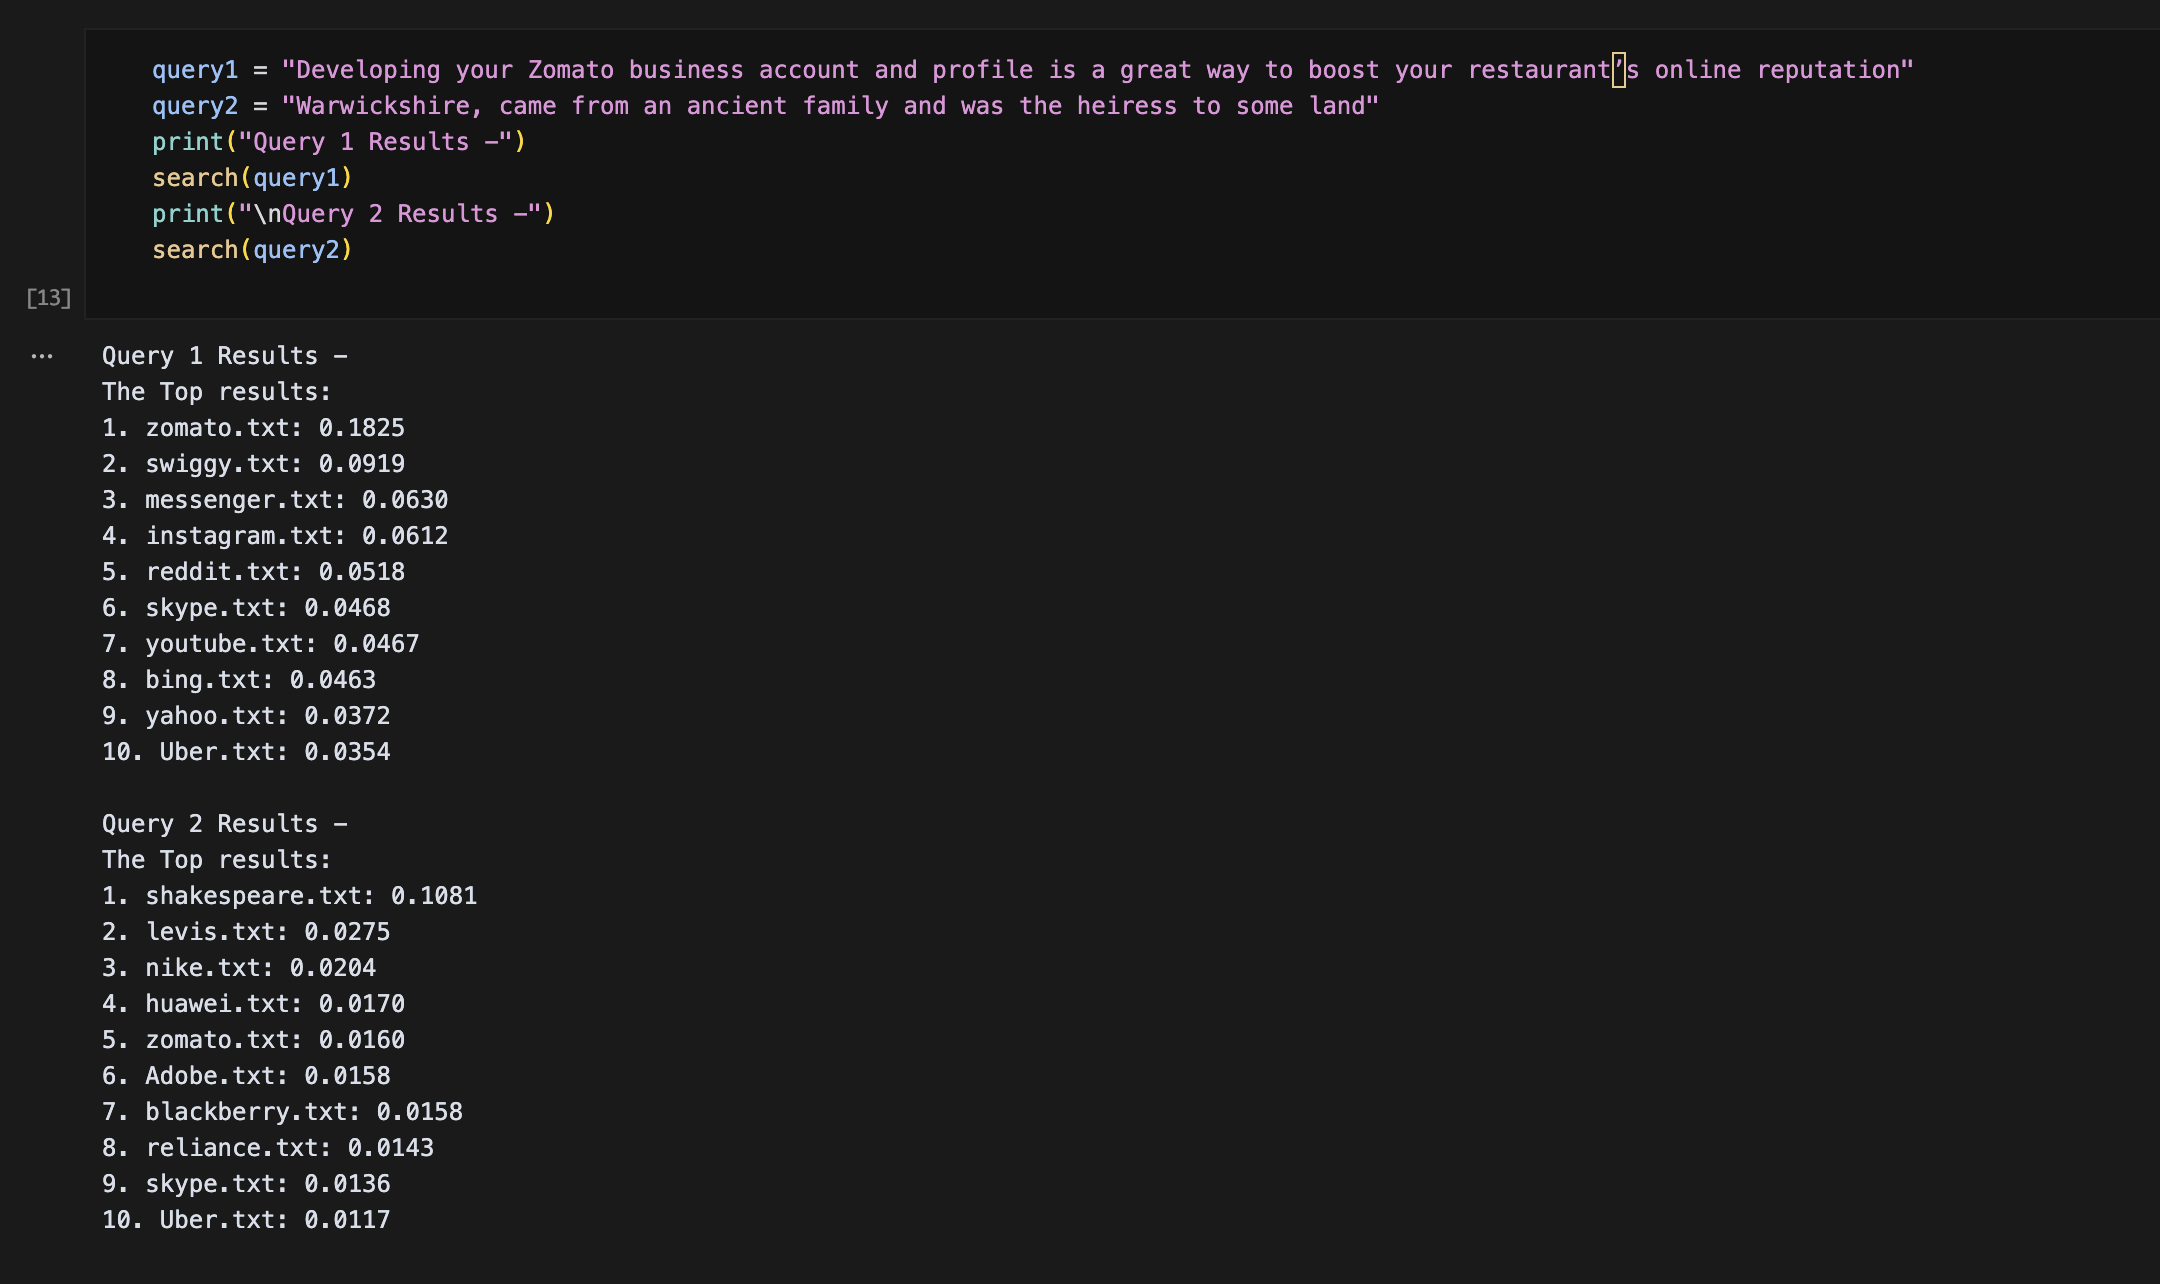 query1 = "Developing your Zomato business account and profile is a great way to boost your restaurant’s online reputation"
query2 = "Warwickshire, came from an ancient family and was the heiress to some land"
print("Query 1 Results -")
search(query1)
print("\nQuery 2 Results -")
search(query2)
[13]
... Query 1 Results -
The Top results:
1. zomato.txt: 0.1825
2. swiggy.txt: 0.0919
3. messenger.txt: 0.0630
4. instagram.txt: 0.0612
5. reddit.txt: 0.0518
6. skype.txt: 0.0468
7. youtube.txt: 0.0467
8. bing.txt: 0.0463
9. yahoo.txt: 0.0372
10. Uber.txt: 0.0354
Query 2 Results -
The Top results:
1. shakespeare.txt: 0.1081
2. levis.txt: 0.0275
3. nike.txt: 0.0204
4. huawei.txt: 0.0170
5. zomato.txt: 0.0160
6. Adobe.txt: 0.0158
7. blackberry.txt: 0.0158
8. reliance.txt: 0.0143
9. skype.txt: 0.0136
10. Uber.txt: 0.0117